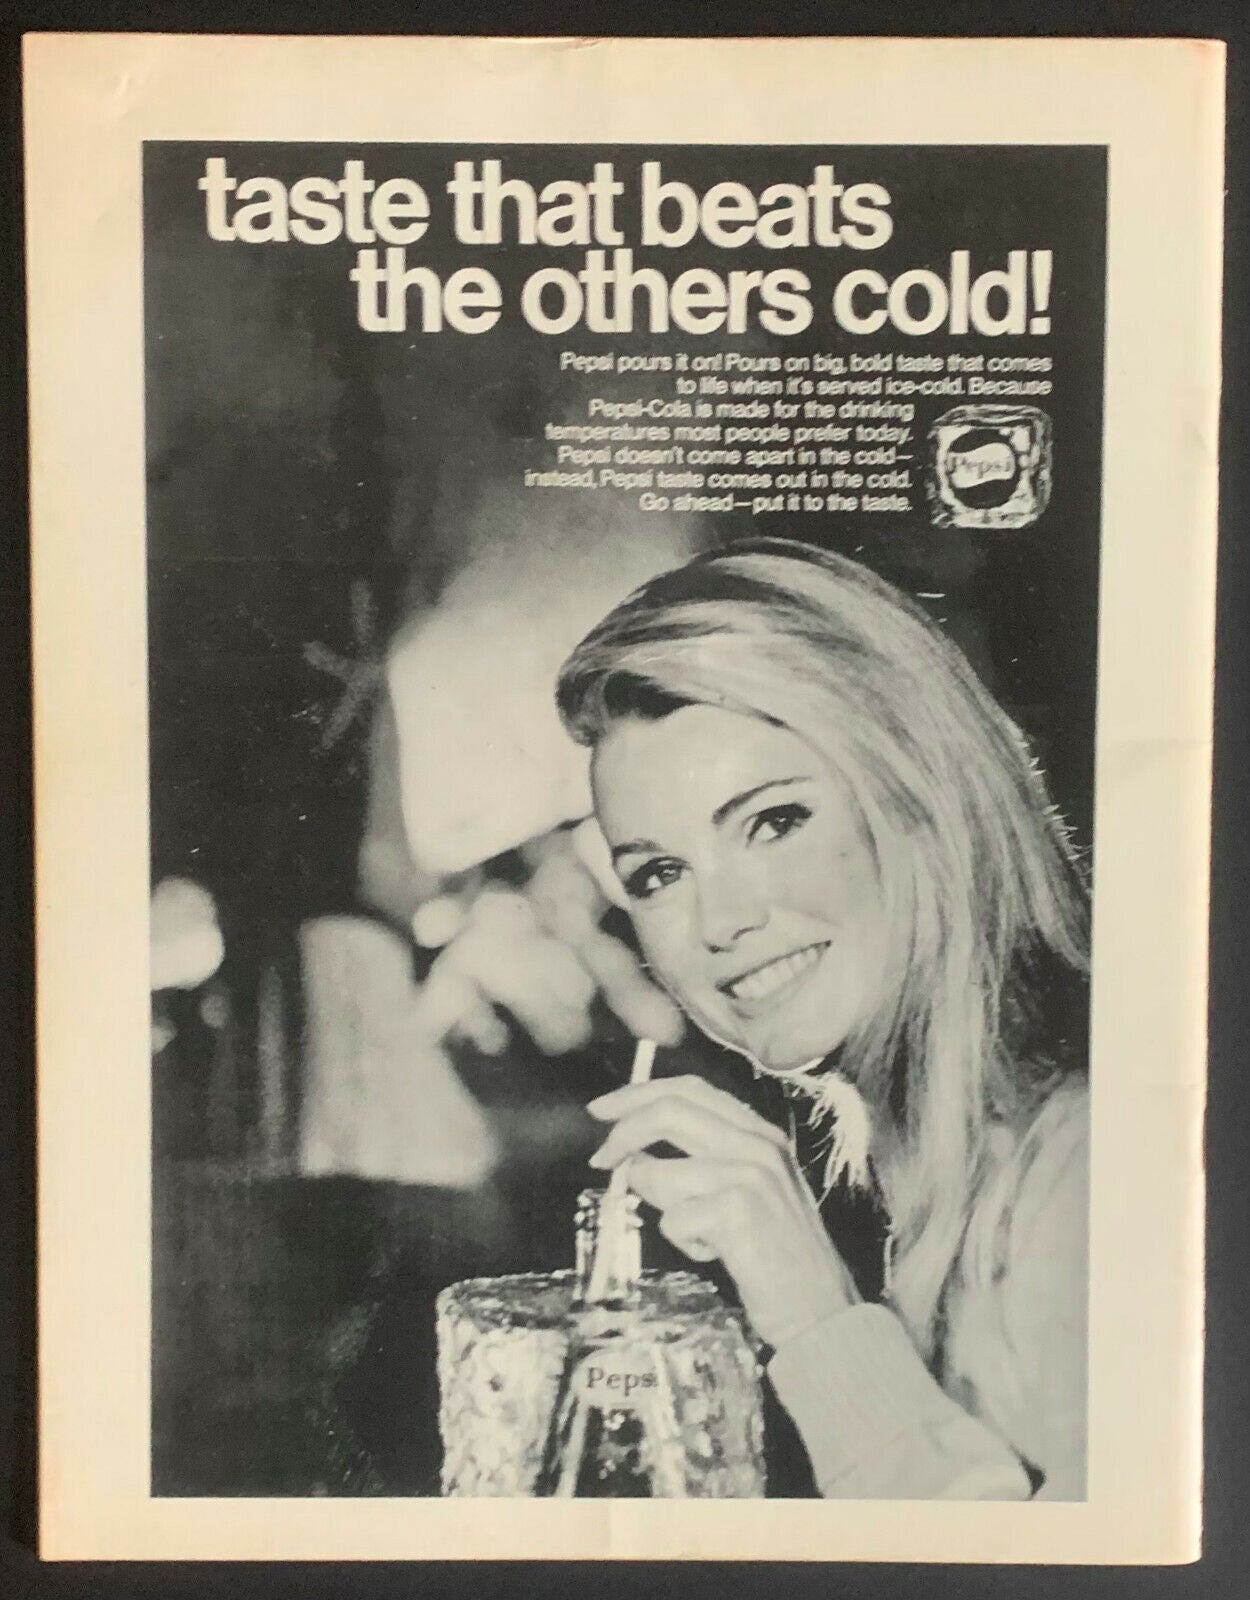 taste that beats
the others cold!
Pepsi pours it on! Pours on big, bold taste that comes
to life when it's served ice-cold. Because
Pepsi-Cola is made for the drinking
temperatures most people prefer today.
Pepsi doesn't come apart in the cold—
instead, Pepsi taste comes out in the cold.
Go ahead—put it to the taste.
Pepsi
Pepsi